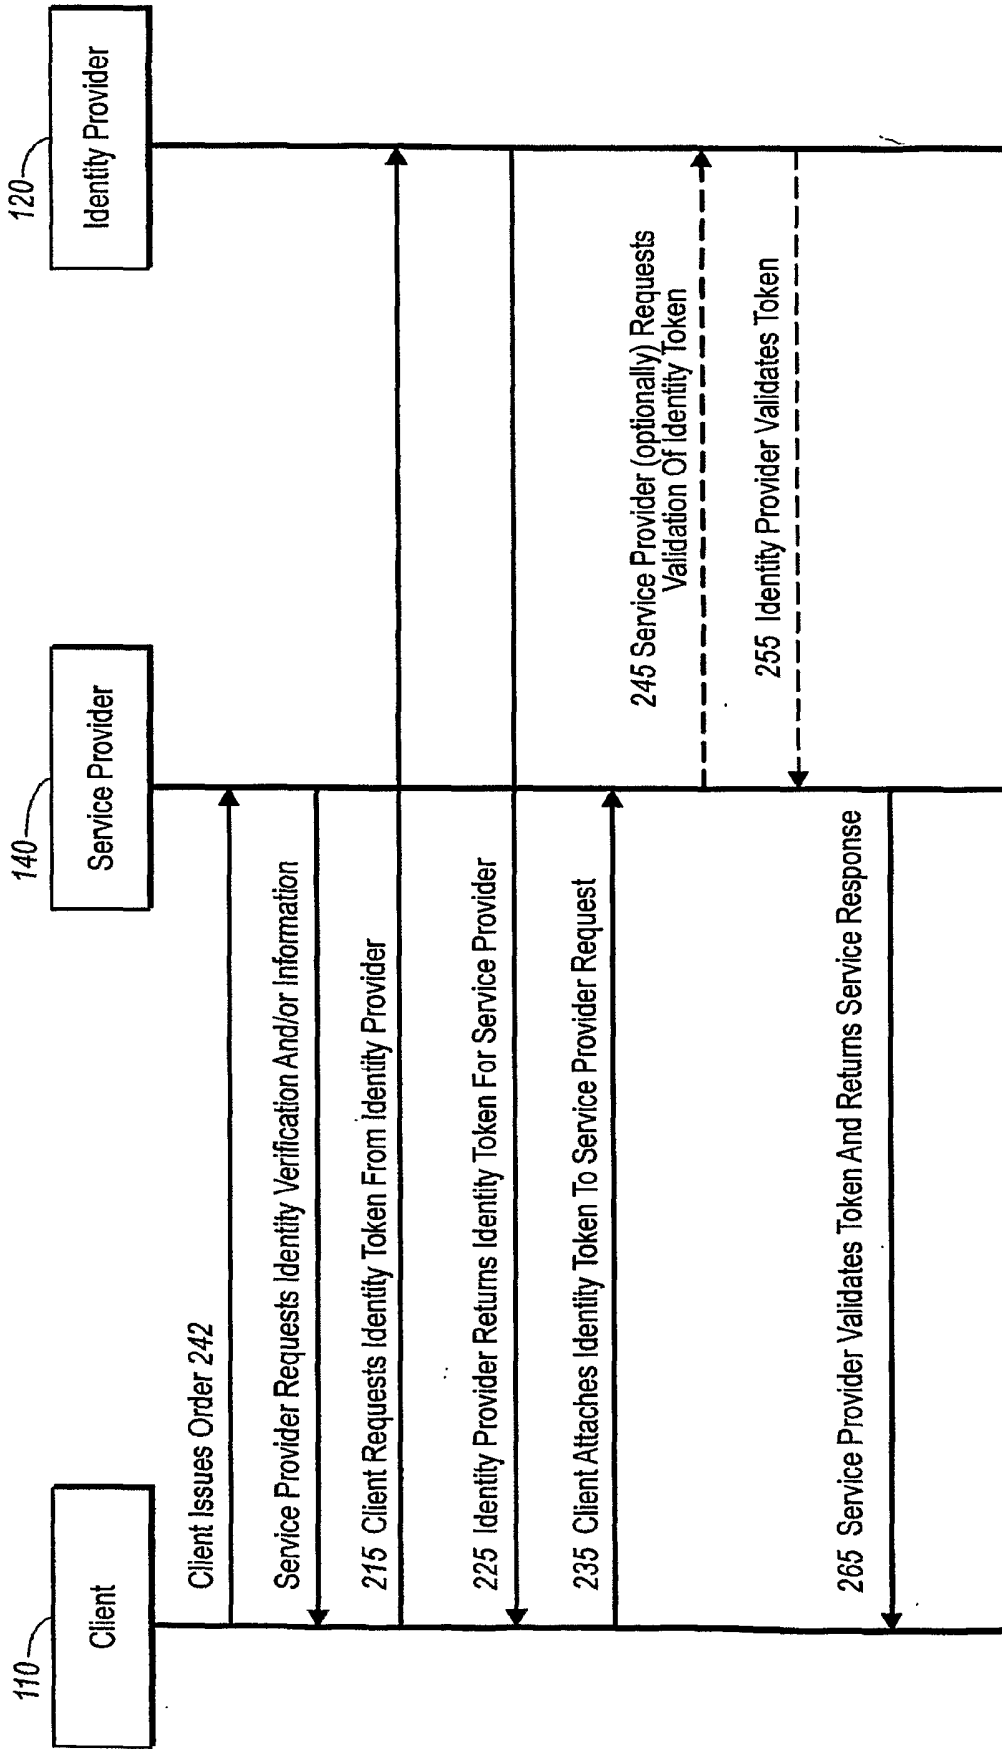 110
Client
140
Service Provider
120
Identity Provider
Client Issues Order 242
Service Provider Requests Identity Verification And/or Information
215 Client Requests Identity Token From Identity Provider
225 Identity Provider Returns Identity Token For Service Provider
235 Client Attaches Identity Token To Service Provider Request
245 Service Provider (optionally) Requests
Validation Of Identity Token
255 Identity Provider Validates Token
265 Service Provider Validates Token And Returns Service Response